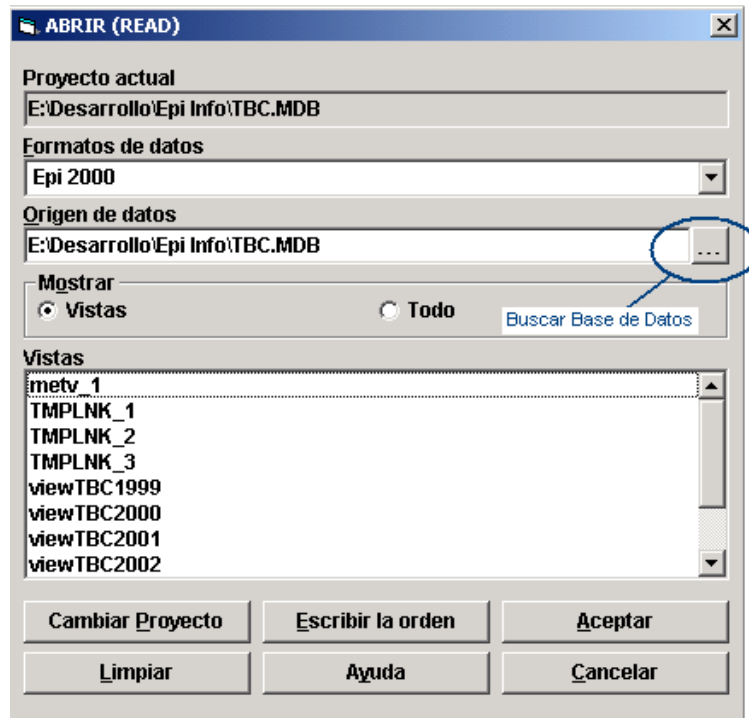 ABRIR (READ)
Proyecto actual
E:\Desarrollo\Epi Info\TBC.MDB
Formatos de datos
Epi 2000
Origen de datos
E:\Desarrollo\Epi Info\TBC.MDB
...
Mostrar
Vistas Todo
Buscar Base de Datos
Vistas
metv_1
TMPLNK_1
TMPLNK_2
TMPLNK_3
viewTBC1999
viewTBC2000
viewTBC2001
viewTBC2002
Cambiar Proyecto Escribir la orden Aceptar
Limpiar Ayuda Cancelar